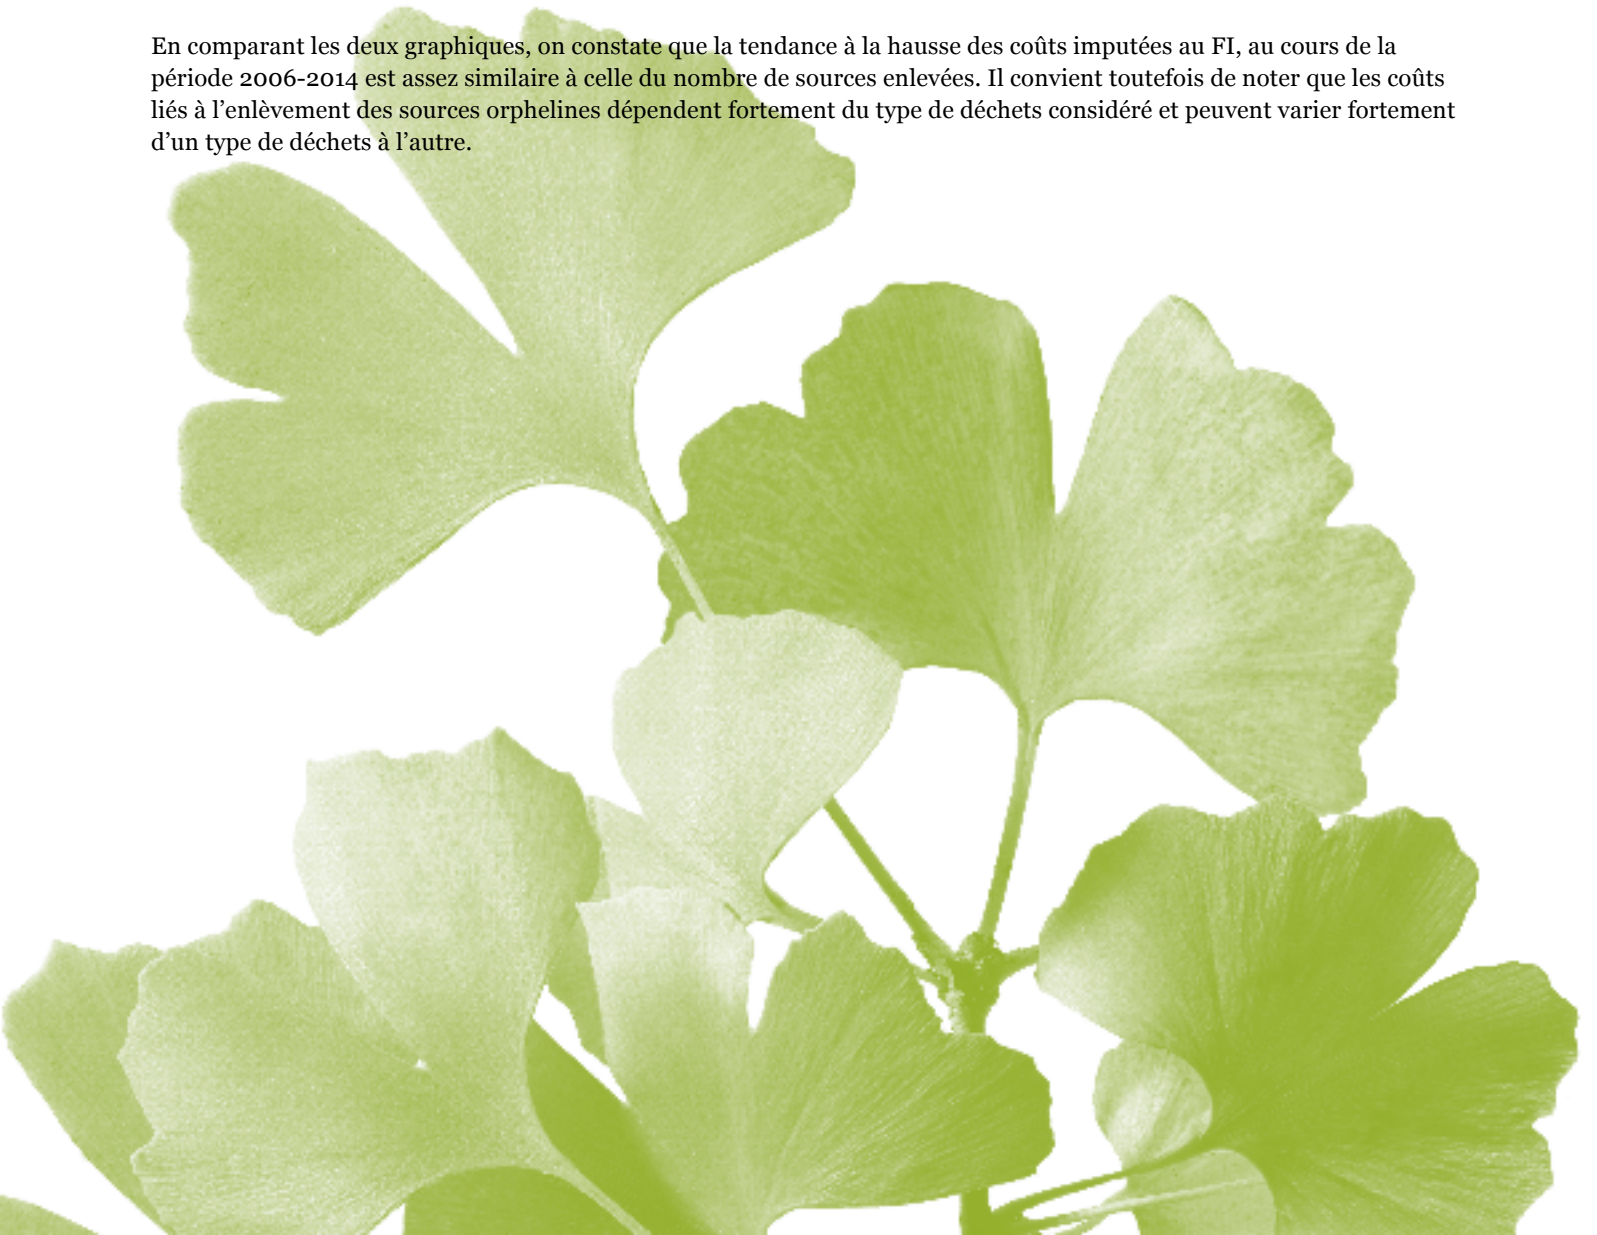 En comparant les deux graphiques, on constate que la tendance à la hausse des coûts imputées au FI, au cours de la
période 2006-2014 est assez similaire à celle du nombre de sources enlevées. Il convient toutefois de noter que les coûts
liés à l’enlèvement des sources orphelines dépendent fortement du type de déchets considéré et peuvent varier fortement
d’un type de déchets à l’autre.